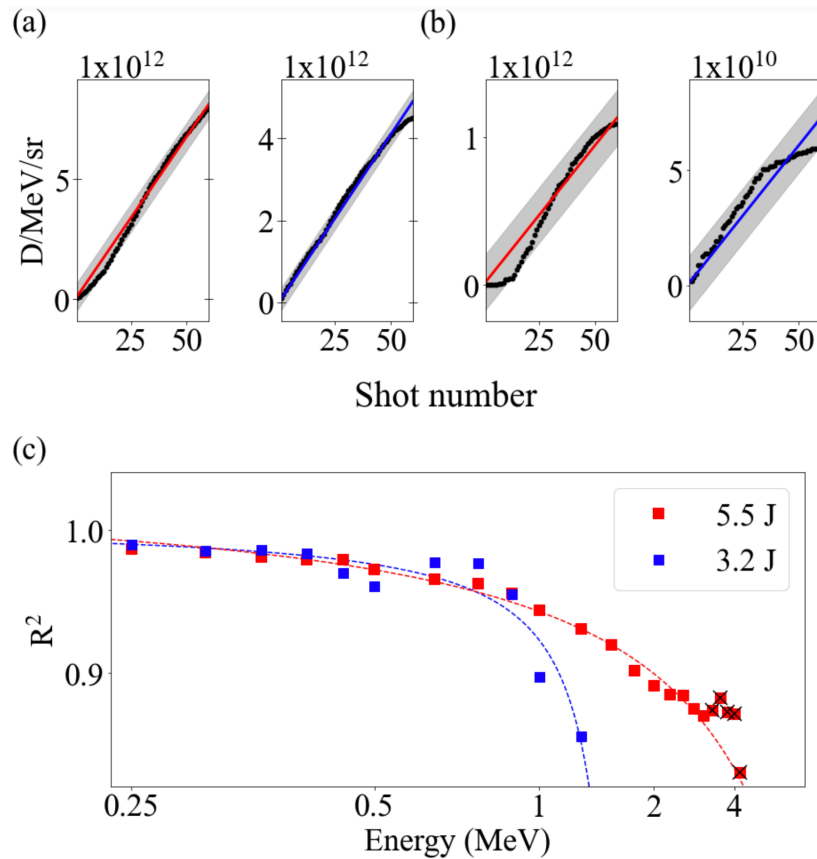 (a)
(b)
1x10^12
1x10^12
1x10^12
1x10^10
D/MeV/sr
5
0
4
2
0
1
0
5
0
25 50
25 50
25 50
25 50
Shot number
(c)
R^2
1.0
0.9
5.5 J
3.2 J
0.25 0.5 1 2 4
Energy (MeV)